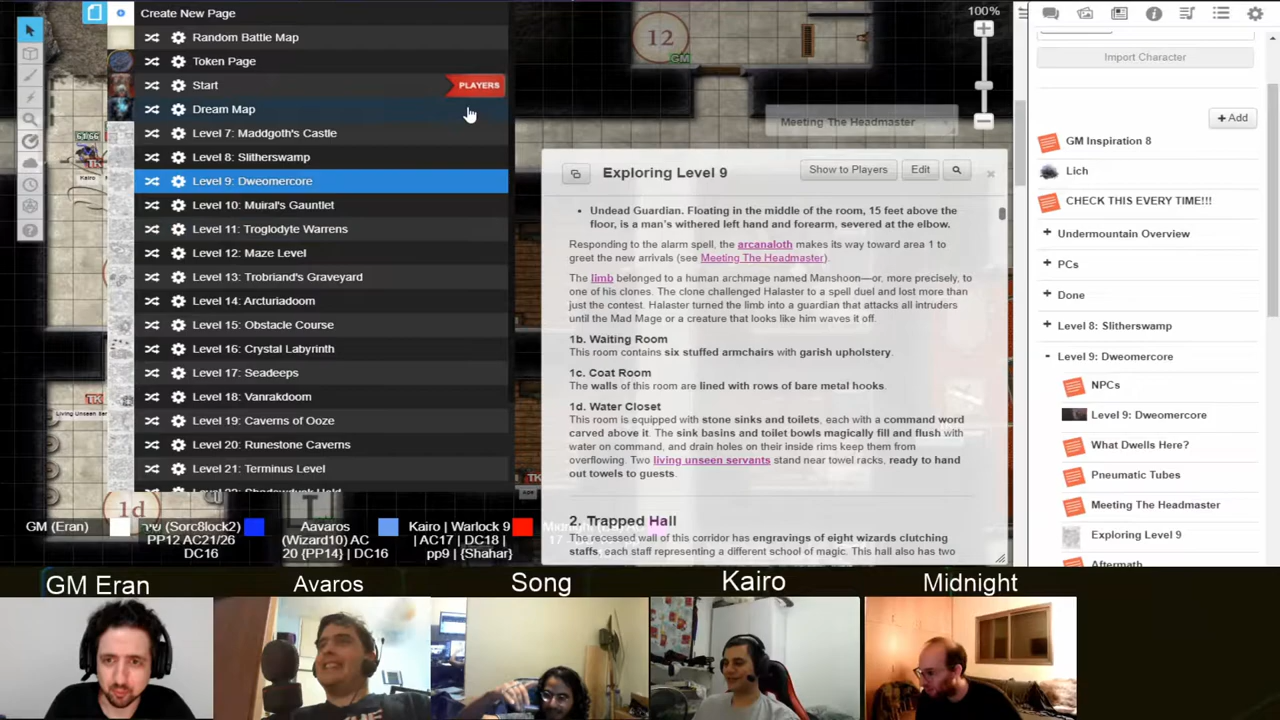 Create New Page
Random Battle Map
Token Page
Start
PLAYERS
Dream Map
Level 7: Maddgoth's Castle
Level 8: Slitherswamp
Level 9: Dweomercore
Level 10: Muiral's Gauntlet
Level 11: Troglodyte Warrens
Level 12: Maze Level
Level 13: Trobriand's Graveyard
Level 14: Arcturiadoom
Level 15: Obstacle Course
Level 16: Crystal Labyrinth
Level 17: Seadeeps
Level 18: Vanrakdoom
Level 19: Caverns of Ooze
Level 20: Runestone Caverns
Level 21: Terminus Level
12
GM
100%
Meeting The Headmaster
Exploring Level 9
Show to Players
Edit
• Undead Guardian. Floating in the middle of the room, 15 feet above the
floor, is a man's withered left hand and forearm, severed at the elbow.
Responding to the alarm spell, the arcanaloth makes its way toward area 1 to
greet the new arrivals (see Meeting The Headmaster).
The limb belonged to a human archmage named Manshoon—or, more precisely, to
one of his clones. The clone challenged Halaster to a spell duel and lost more than
just the contest. Halaster turned the limb into a guardian that attacks all intruders
until the Mad Mage or a creature that looks like him waves it off.
1b. Waiting Room
This room contains six stuffed armchairs with garish upholstery.
1c. Coat Room
The walls of this room are lined with rows of bare metal hooks.
1d. Water Closet
This room is equipped with stone sinks and toilets, each with a command word
carved above it. The sink basins and toilet bowls magically fill and flush with
water on command, and drain holes on their inside rims keep them from
overflowing. Two living unseen servants stand near towel racks, ready to hand
out towels to guests.
2. Trapped Hall
The recessed wall of this corridor has engravings of eight wizards clutching
staffs, each staff representing a different school of magic. This hall also has two
Import Character
+ Add
GM Inspiration 8
Lich
CHECK THIS EVERY TIME!!!
Undermountain Overview
PCs
Done
Level 8: Slitherswamp
Level 9: Dweomercore
NPCs
Level 9: Dweomercore
What Dwells Here?
Pneumatic Tubes
Meeting The Headmaster
Exploring Level 9
Aftermath
Kairo
1d
GM (Eran)
שיר (Sorc8lock2)
PP12 AC21/26
DC16
Aavaros
(Wizard10) AC
20 {PP14} | DC16
Kairo | Warlock 9
| AC17 | DC18 |
pp9 | {Shahar}
GM Eran
Avaros
Song
Kairo
Midnight